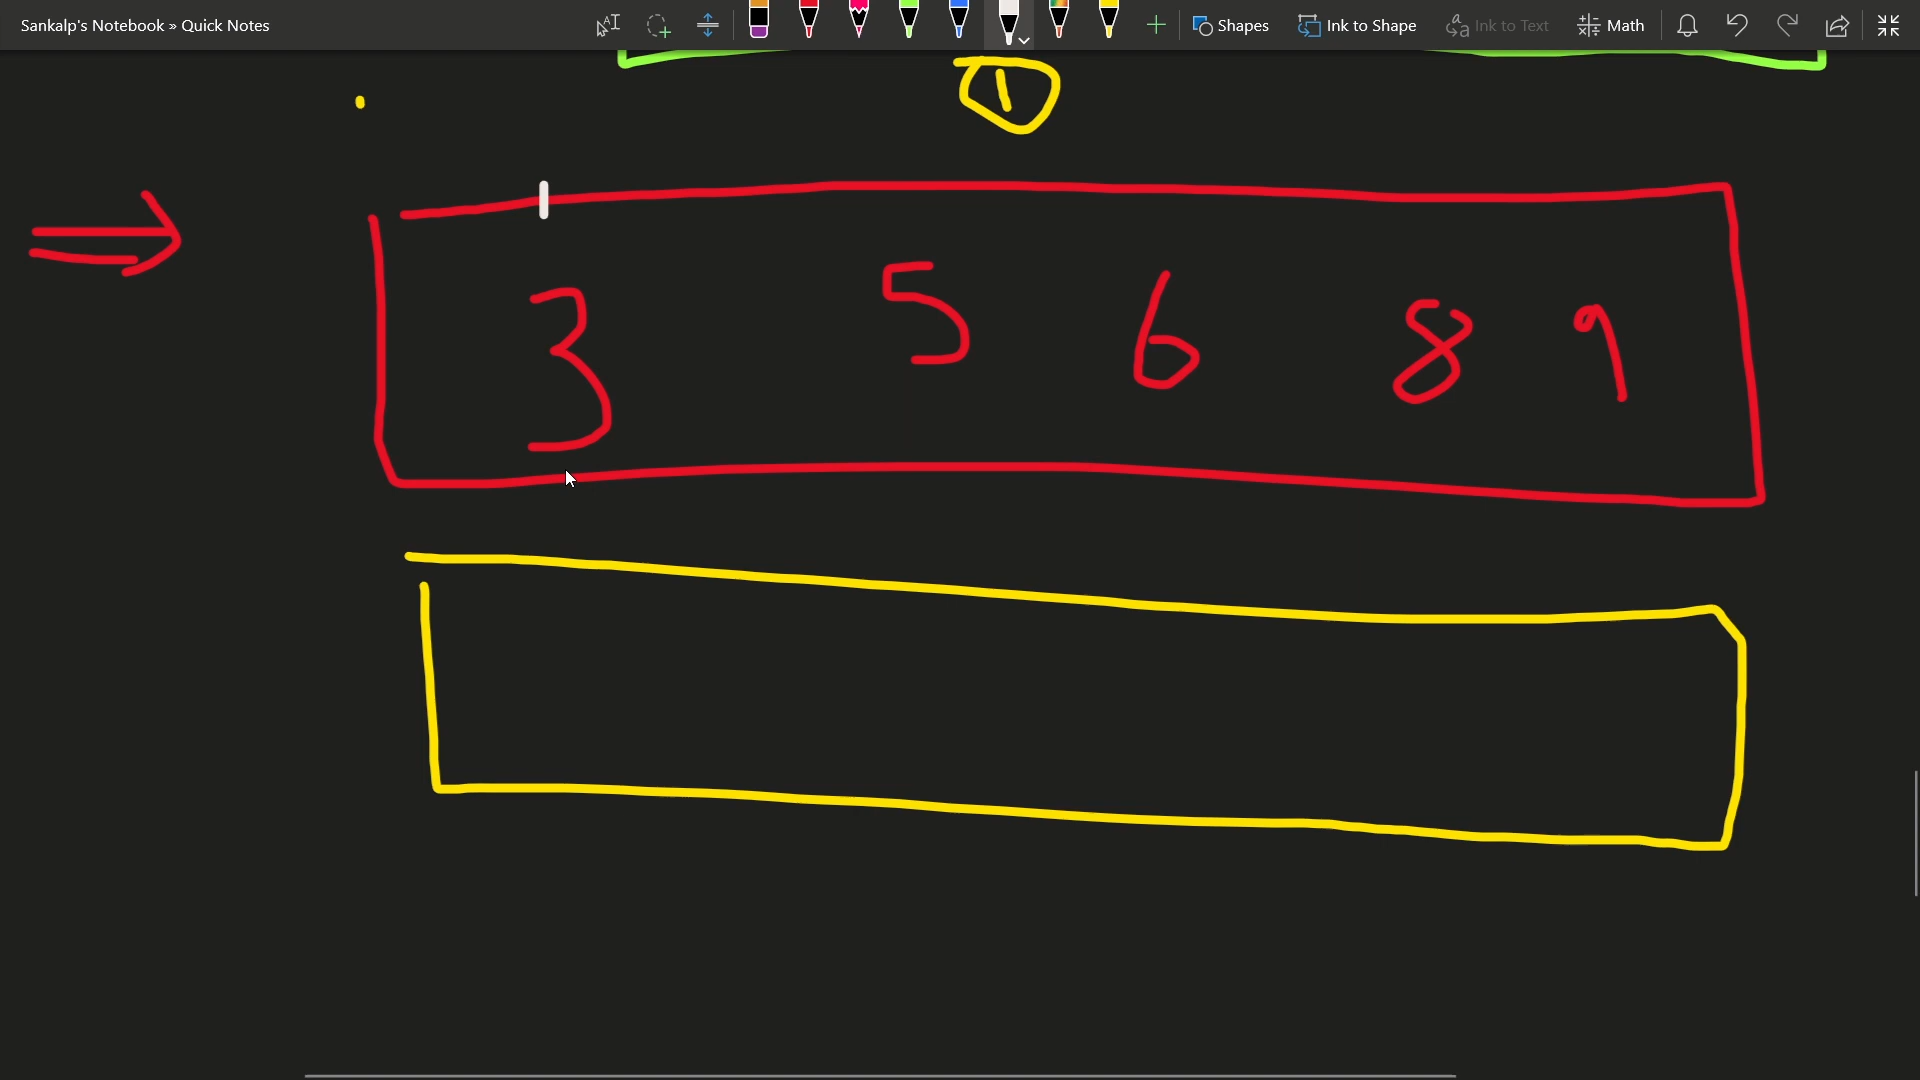 Sankalp's Notebook » Quick Notes
Shapes
Ink to Shape
Ink to Text
Math
1
3 5 6 8 9